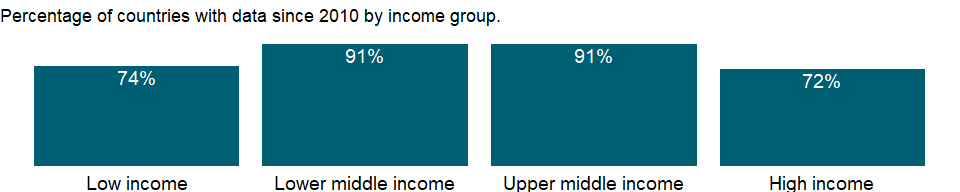 Percentage of countries with data since 2010 by income group.
91% 91%
74% 72%
Low income Lower middle income Upper middle income High income